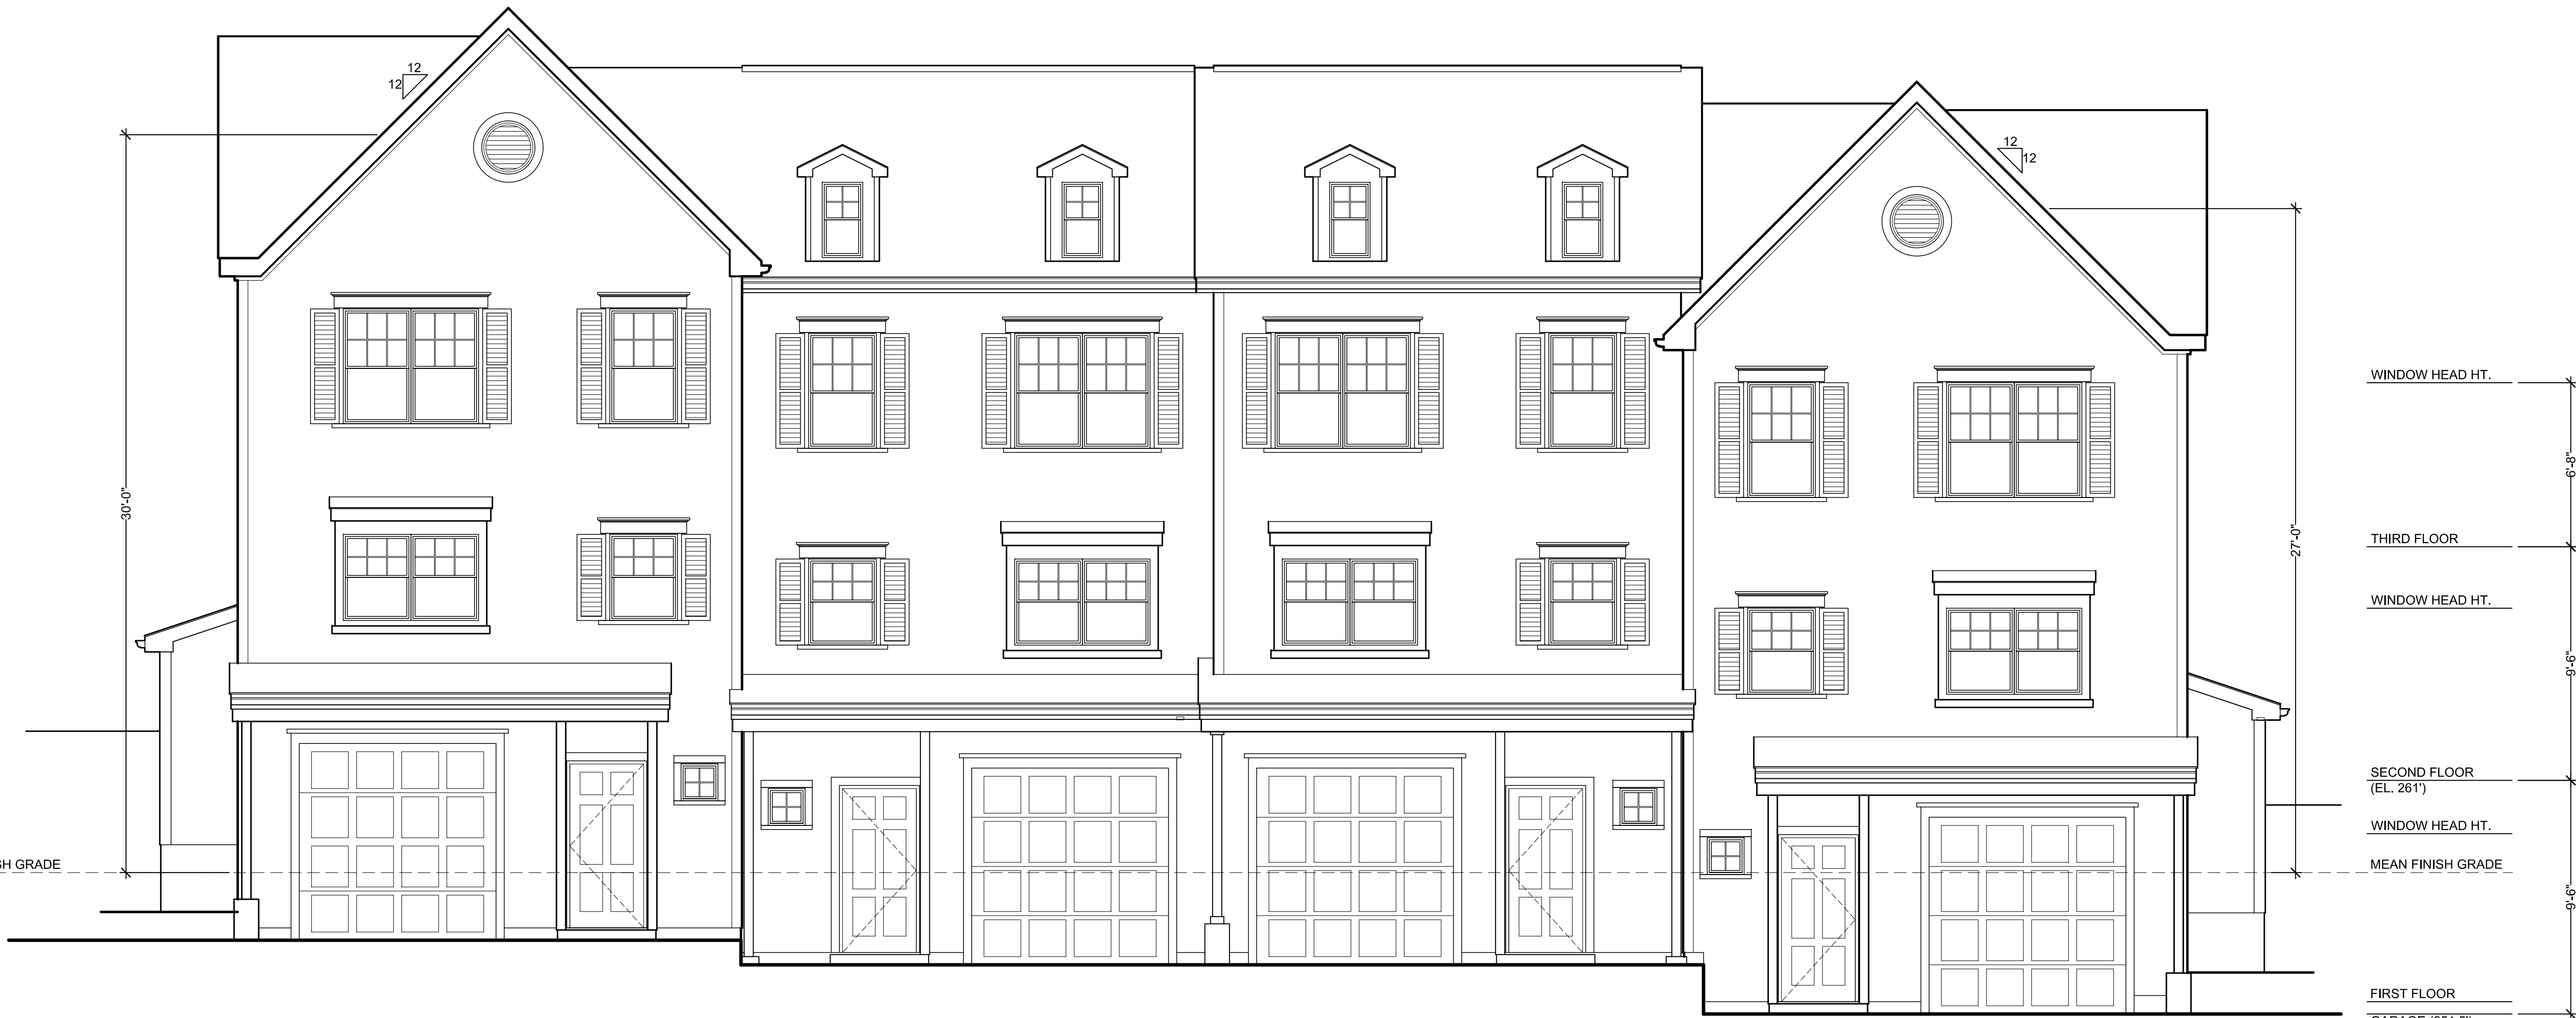 12
12
12
12
30'-0"
27'-0"
WINDOW HEAD HT.
6'-8"
THIRD FLOOR
WINDOW HEAD HT.
9'-6"
SECOND FLOOR
(EL. 261')
WINDOW HEAD HT.
SH GRADE
MEAN FINISH GRADE
9'-6"
FIRST FLOOR